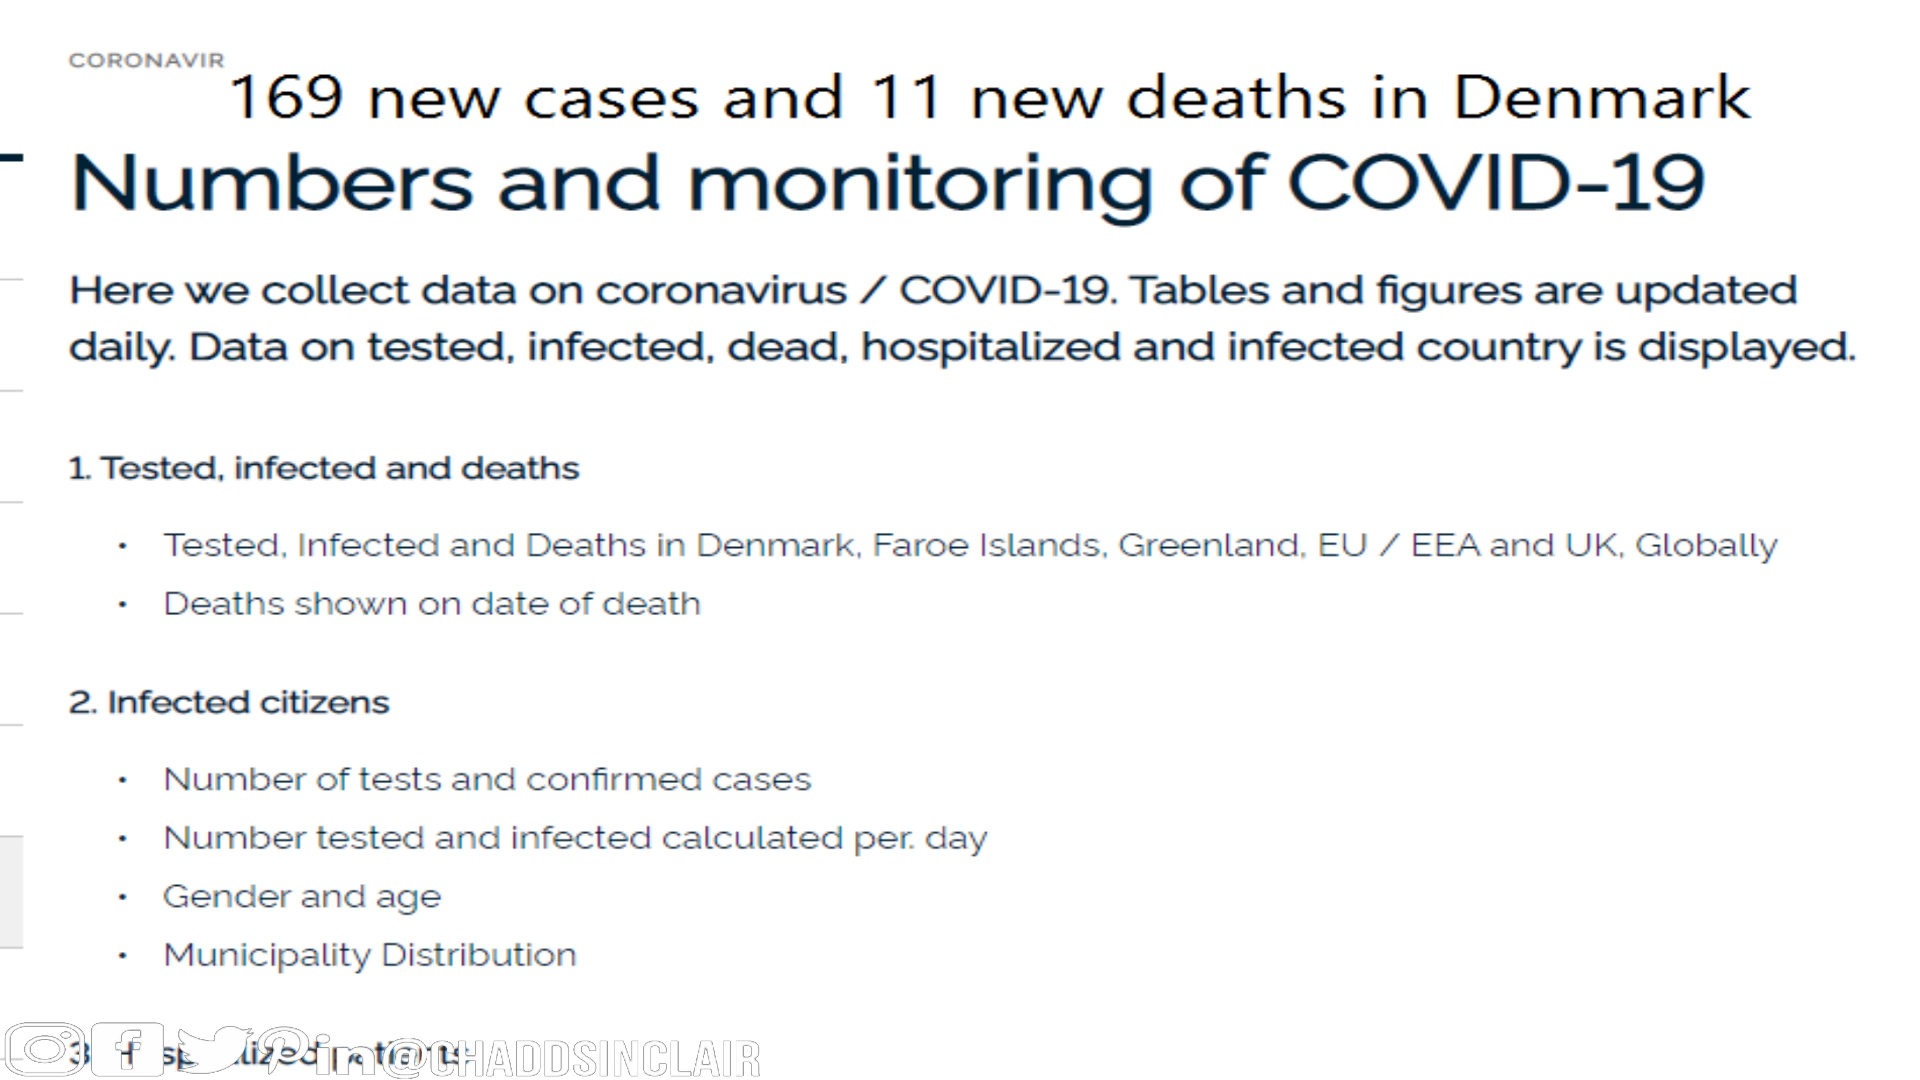 CORONAVIR
169 new cases and 11 new deaths in Denmark
Numbers and monitoring of COVID-19
Here we collect data on coronavirus / COVID-19. Tables and figures are updated
daily. Data on tested, infected, dead, hospitalized and infected country is displayed.
1. Tested, infected and deaths
• Tested, Infected and Deaths in Denmark, Faroe Islands, Greenland, EU / EEA and UK, Globally
• Deaths shown on date of death
2. Infected citizens
• Number of tests and confirmed cases
• Number tested and infected calculated per. day
• Gender and age
• Municipality Distribution
3. Hospitalized patients
@CHADDSINCLAIR